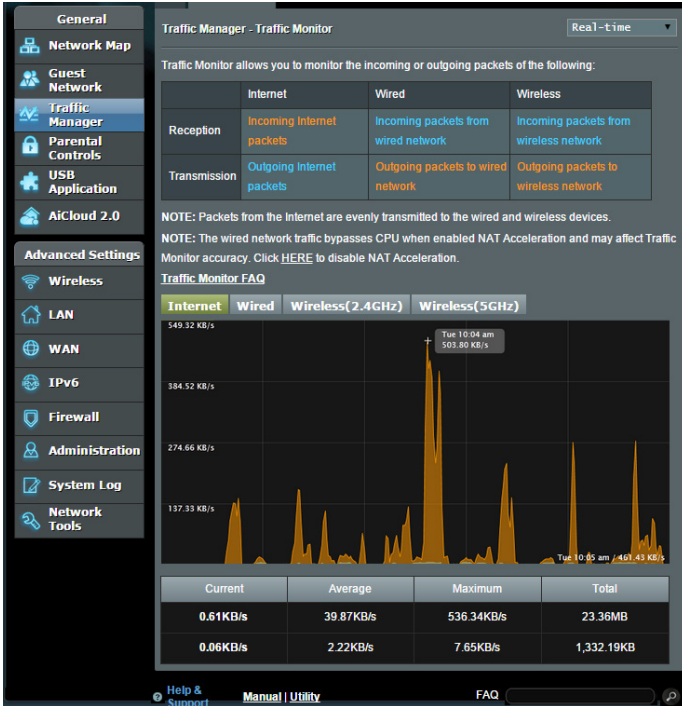 General
Network Map
Guest
Network
Traffic
Manager
Parental
Controls
USB
Application
AiCloud 2.0
Advanced Settings
Wireless
LAN
WAN
IPv6
Firewall
Administration
System Log
Network
Tools
Traffic Manager - Traffic Monitor
Real-time
Traffic Monitor allows you to monitor the incoming or outgoing packets of the following:
Internet Wired Wireless
Reception
Incoming Internet
packets
Incoming packets from
wired network
Incoming packets from
wireless network
Transmission
Outgoing Internet
packets
Outgoing packets to wired
network
Outgoing packets to
wireless network
NOTE: Packets from the Internet are evenly transmitted to the wired and wireless devices.
NOTE: The wired network traffic bypasses CPU when enabled NAT Acceleration and may affect Traffic
Monitor accuracy. Click HERE to disable NAT Acceleration.
Traffic Monitor FAQ
Internet Wired Wireless(2.4GHz) Wireless(5GHz)
549.32 KB/s
Tue 10:04 am
503.80 KB/s
384.52 KB/s
274.66 KB/s
137.33 KB/s
Tue 10:05 am / 461.43 KB/s
Current Average Maximum Total
0.61KB/s 39.87KB/s 536.34KB/s 23.36MB
0.06KB/s 2.22KB/s 7.65KB/s 1,332.19KB
Help &
Support
Manual | Utility
FAQ